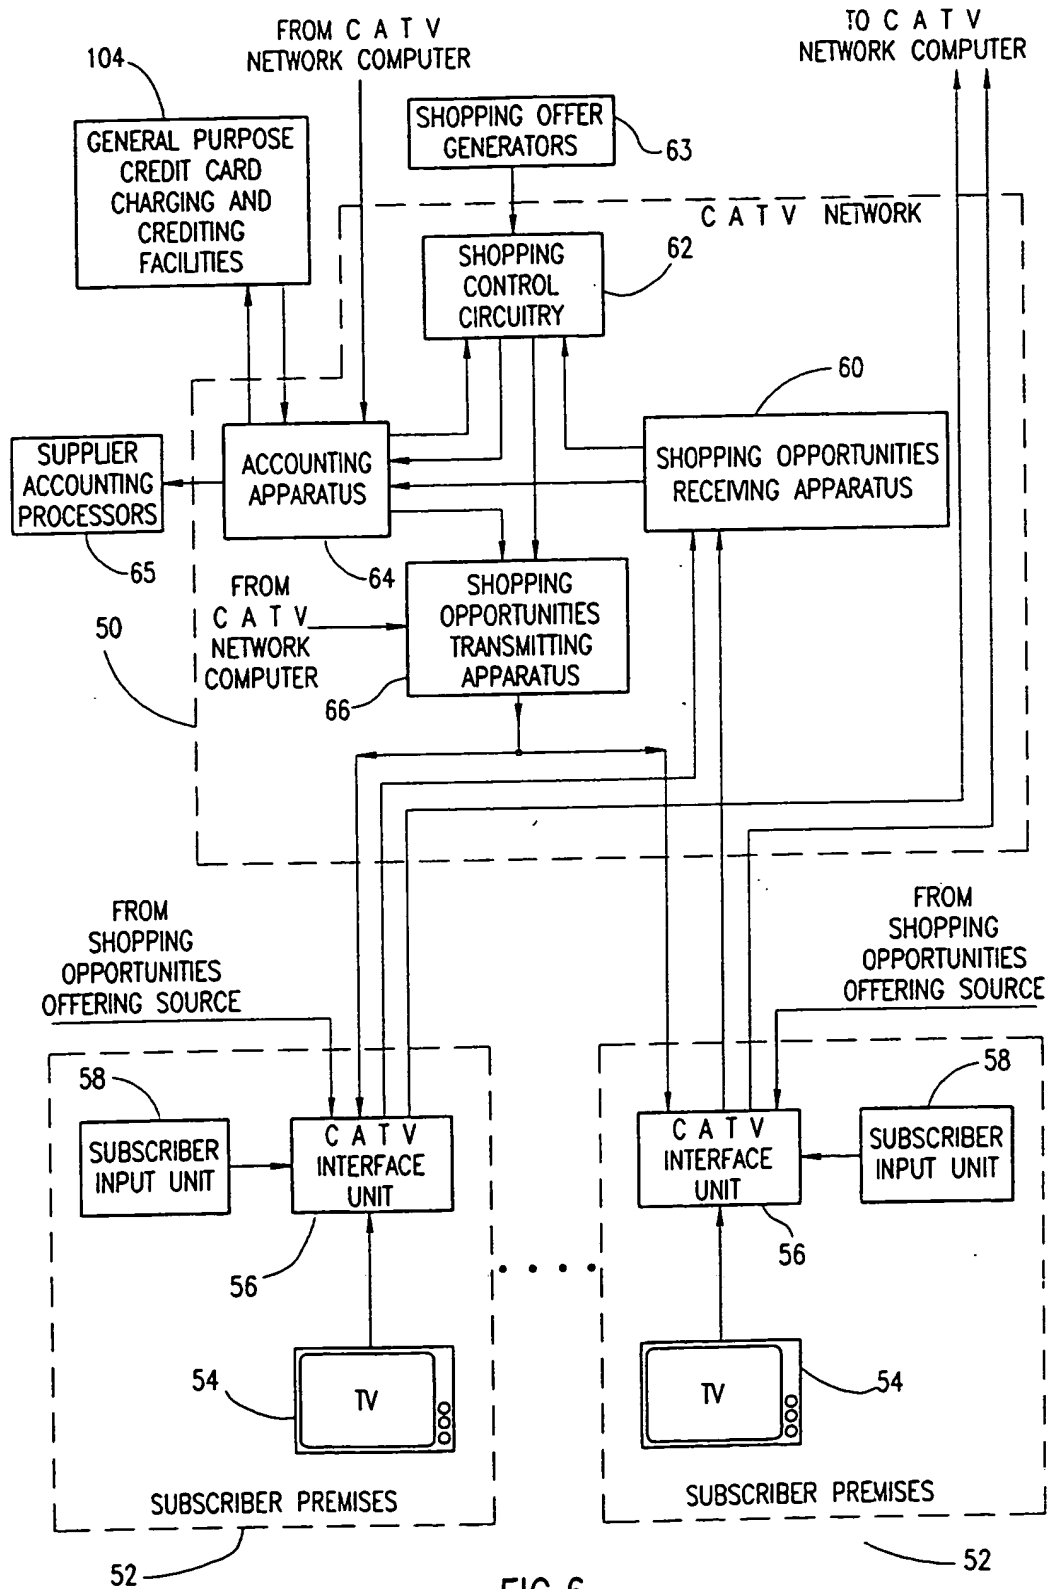 FROM C A T V
NETWORK COMPUTER
TO C A T V
NETWORK COMPUTER
104
GENERAL PURPOSE
CREDIT CARD
CHARGING AND
CREDITING
FACILITIES
SHOPPING OFFER
GENERATORS
63
C A T V NETWORK
SHOPPING
CONTROL
CIRCUITRY
62
60
SUPPLIER
ACCOUNTING
PROCESSORS
65
ACCOUNTING
APPARATUS
64
SHOPPING OPPORTUNITIES
RECEIVING APPARATUS
50
FROM
C A T V
NETWORK
COMPUTER
SHOPPING
OPPORTUNITIES
TRANSMITTING
APPARATUS
66
FROM
SHOPPING
OPPORTUNITIES
OFFERING SOURCE
FROM
SHOPPING
OPPORTUNITIES
OFFERING SOURCE
58
SUBSCRIBER
INPUT UNIT
C A T V
INTERFACE
UNIT
56
54
TV
SUBSCRIBER PREMISES
52
58
C A T V
INTERFACE
UNIT
SUBSCRIBER
INPUT UNIT
56
TV
54
SUBSCRIBER PREMISES
52
FIG. 6